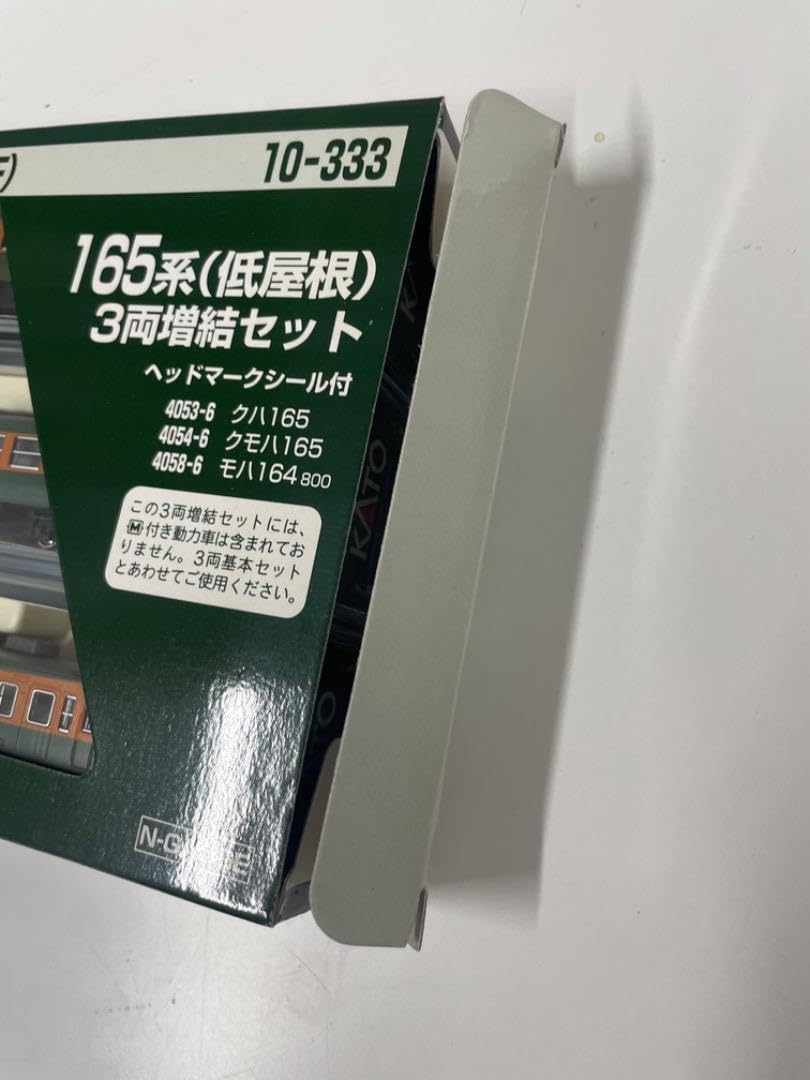 10-333
165系(低屋根)
3両増結セット
ヘッドマークシール付
4053-6 クハ165
4054-6 クモハ165
4058-6 モハ164 800
この3両増結セットには、
M付き動力車は含まれてお
りません。3両基本セット
とあわせてご使用ください。
KATO
KATO